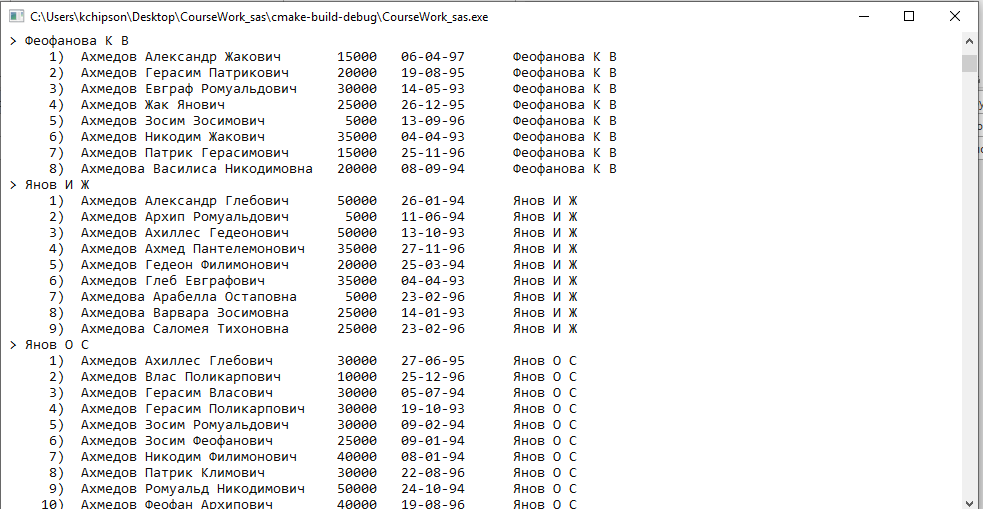 C:\Users\kchipson\Desktop\CourseWork_sas\cmake-build-debug\CourseWork_sas.exe
> Феофанова К В
1) Ахмедов Александр Жакович 15000 06-04-97 Феофанова К В
2) Ахмедов Герасим Патрикович 20000 19-08-95 Феофанова К В
3) Ахмедов Евграф Ромуальдович 30000 14-05-93 Феофанова К В
4) Ахмедов Жак Янович 25000 26-12-95 Феофанова К В
5) Ахмедов Зосим Зосимович 5000 13-09-96 Феофанова К В
6) Ахмедов Никодим Жакович 35000 04-04-93 Феофанова К В
7) Ахмедов Патрик Герасимович 15000 25-11-96 Феофанова К В
8) Ахмедова Василиса Никодимовна 20000 08-09-94 Феофанова К В
> Янов И Ж
1) Ахмедов Александр Глебович 50000 26-01-94 Янов И Ж
2) Ахмедов Архип Ромуальдович 5000 11-06-94 Янов И Ж
3) Ахмедов Ахиллес Гедеонович 50000 13-10-93 Янов И Ж
4) Ахмедов Ахмед Пантелемонович 35000 27-11-96 Янов И Ж
5) Ахмедов Гедеон Филимонович 20000 25-03-94 Янов И Ж
6) Ахмедов Глеб Евграфович 35000 04-04-93 Янов И Ж
7) Ахмедова Арабелла Остаповна 5000 23-02-96 Янов И Ж
8) Ахмедова Варвара Зосимовна 25000 14-01-93 Янов И Ж
9) Ахмедова Саломея Тихоновна 25000 23-02-96 Янов И Ж
> Янов О С
1) Ахмедов Ахиллес Глебович 30000 27-06-95 Янов О С
2) Ахмедов Влас Поликарпович 10000 25-12-96 Янов О С
3) Ахмедов Герасим Власович 30000 05-07-94 Янов О С
4) Ахмедов Герасим Поликарпович 30000 19-10-93 Янов О С
5) Ахмедов Зосим Ромуальдович 30000 09-02-94 Янов О С
6) Ахмедов Зосим Феофанович 25000 09-01-94 Янов О С
7) Ахмедов Никодим Филимонович 40000 08-01-94 Янов О С
8) Ахмедов Патрик Климович 30000 22-08-96 Янов О С
9) Ахмедов Ромуальд Никодимович 50000 24-10-94 Янов О С
10) Ахмедов Феофан Архипович 40000 19-08-96 Янов О С